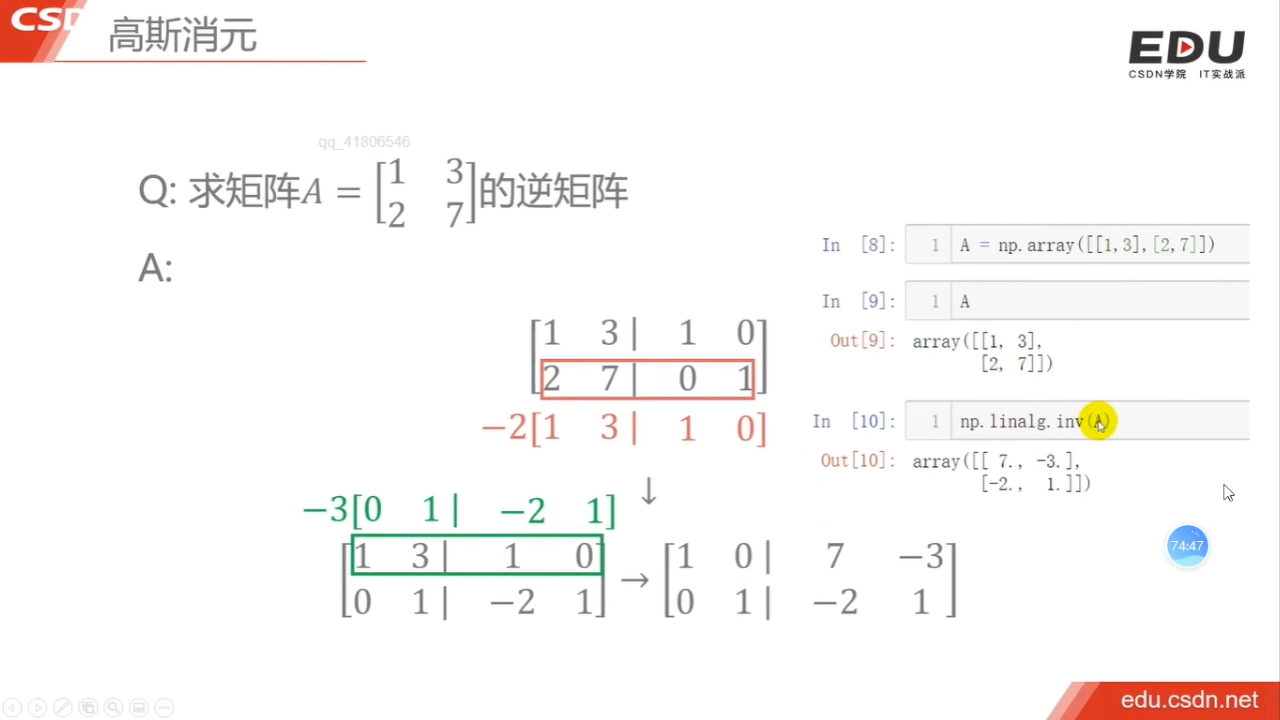 CSD
高斯消元
EDU
CSDN学院 IT实战派
qq_41806546
Q: 求矩阵A = [1 3
2 7]的逆矩阵
A:
[1 3 | 1 0
2 7 | 0 1]
−2[1 3 | 1 0]
↓
−3[0 1 | −2 1]
[1 3 | 1 0
0 1 | −2 1]
→
[1 0 | 7 −3
0 1 | −2 1]
In [8]: 1 A = np.array([[1,3],[2,7]])
In [9]: 1 A
Out[9]: array([[1, 3],
[2, 7]])
In [10]: 1 np.linalg.inv(A)
Out[10]: array([[ 7., -3.],
[-2., 1.]])
74:47
edu.csdn.net